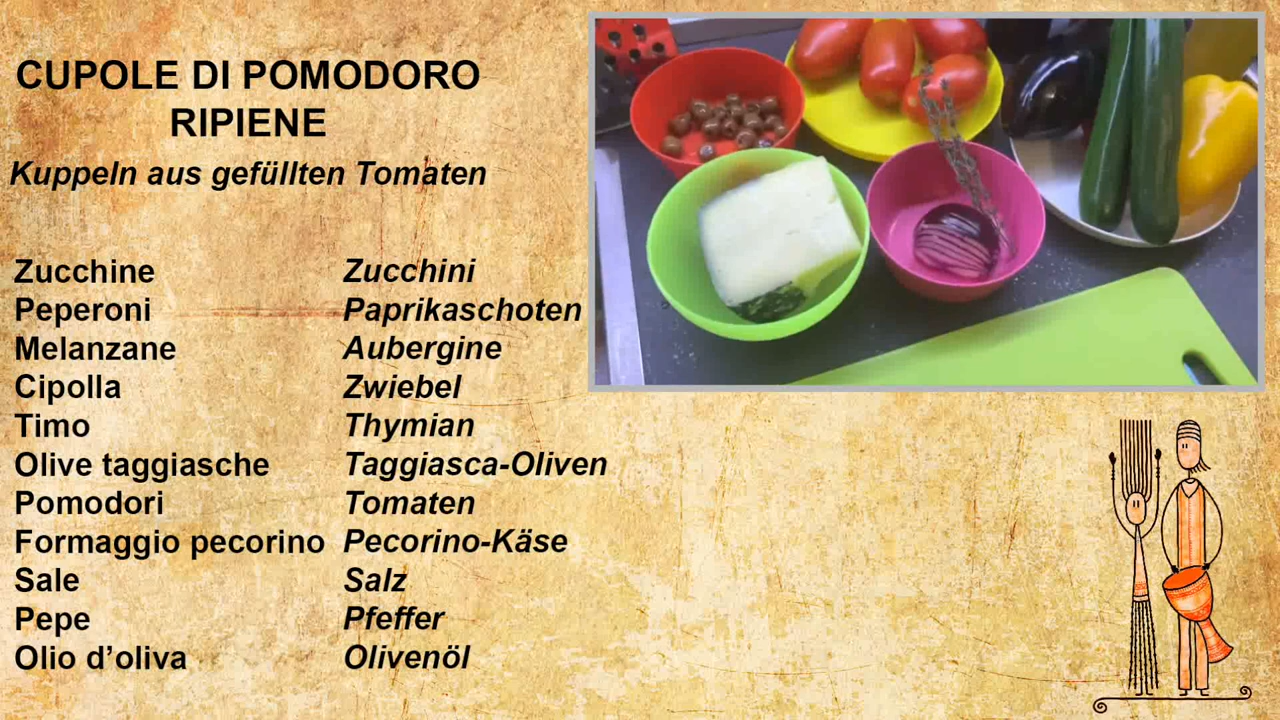 CUPOLE DI POMODORO
RIPIENE
Kuppeln aus gefüllten Tomaten
Zucchine Zucchini
Peperoni Paprikaschoten
Melanzane Aubergine
Cipolla Zwiebel
Timo Thymian
Olive taggiasche Taggiasca-Oliven
Pomodori Tomaten
Formaggio pecorino Pecorino-Käse
Sale Salz
Pepe Pfeffer
Olio d’oliva Olivenöl